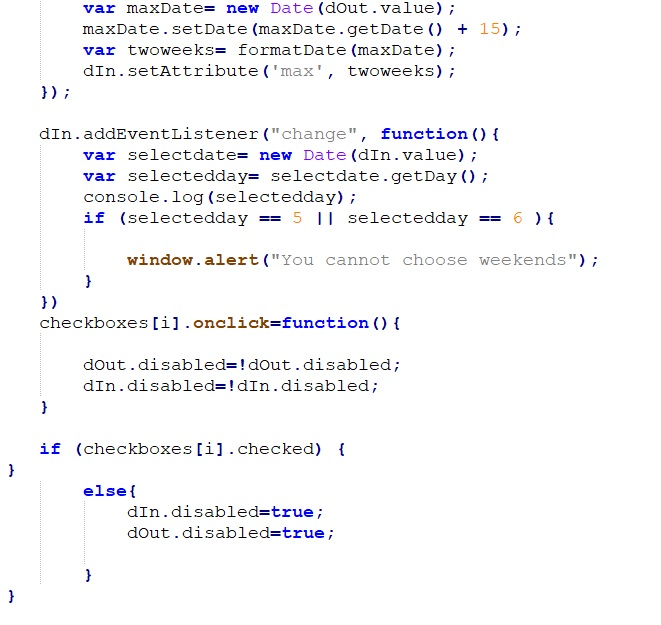 var maxDate= new Date(dOut.value);
maxDate.setDate(maxDate.getDate() + 15);
var twoweeks= formatDate(maxDate);
dIn.setAttribute('max', twoweeks);
});
dIn.addEventListener("change", function(){
var selectdate= new Date(dIn.value);
var selectedday= selectdate.getDay();
console.log(selectedday);
if (selectedday == 5 || selectedday == 6 ){
window.alert("You cannot choose weekends");
}
})
checkboxes[i].onclick=function(){
dOut.disabled=!dOut.disabled;
dIn.disabled=!dIn.disabled;
}
if (checkboxes[i].checked) {
}
else{
dIn.disabled=true;
dOut.disabled=true;
}
}